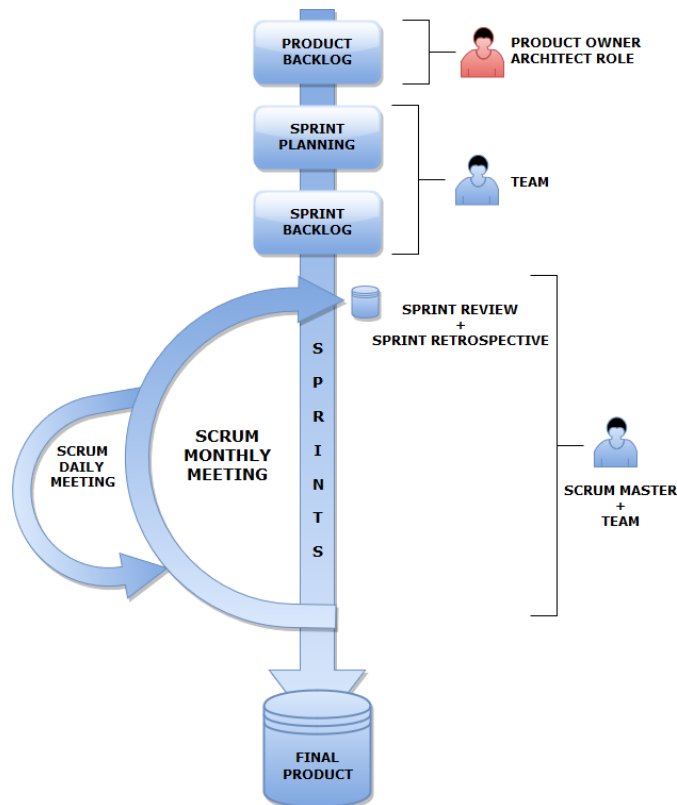 PRODUCT
BACKLOG
PRODUCT OWNER
ARCHITECT ROLE
SPRINT
PLANNING
TEAM
SPRINT
BACKLOG
SPRINT REVIEW
+
SPRINT RETROSPECTIVE
S
P
R
I
N
T
S
SCRUM
MONTHLY
MEETING
SCRUM
DAILY
MEETING
SCRUM MASTER
+
TEAM
FINAL
PRODUCT